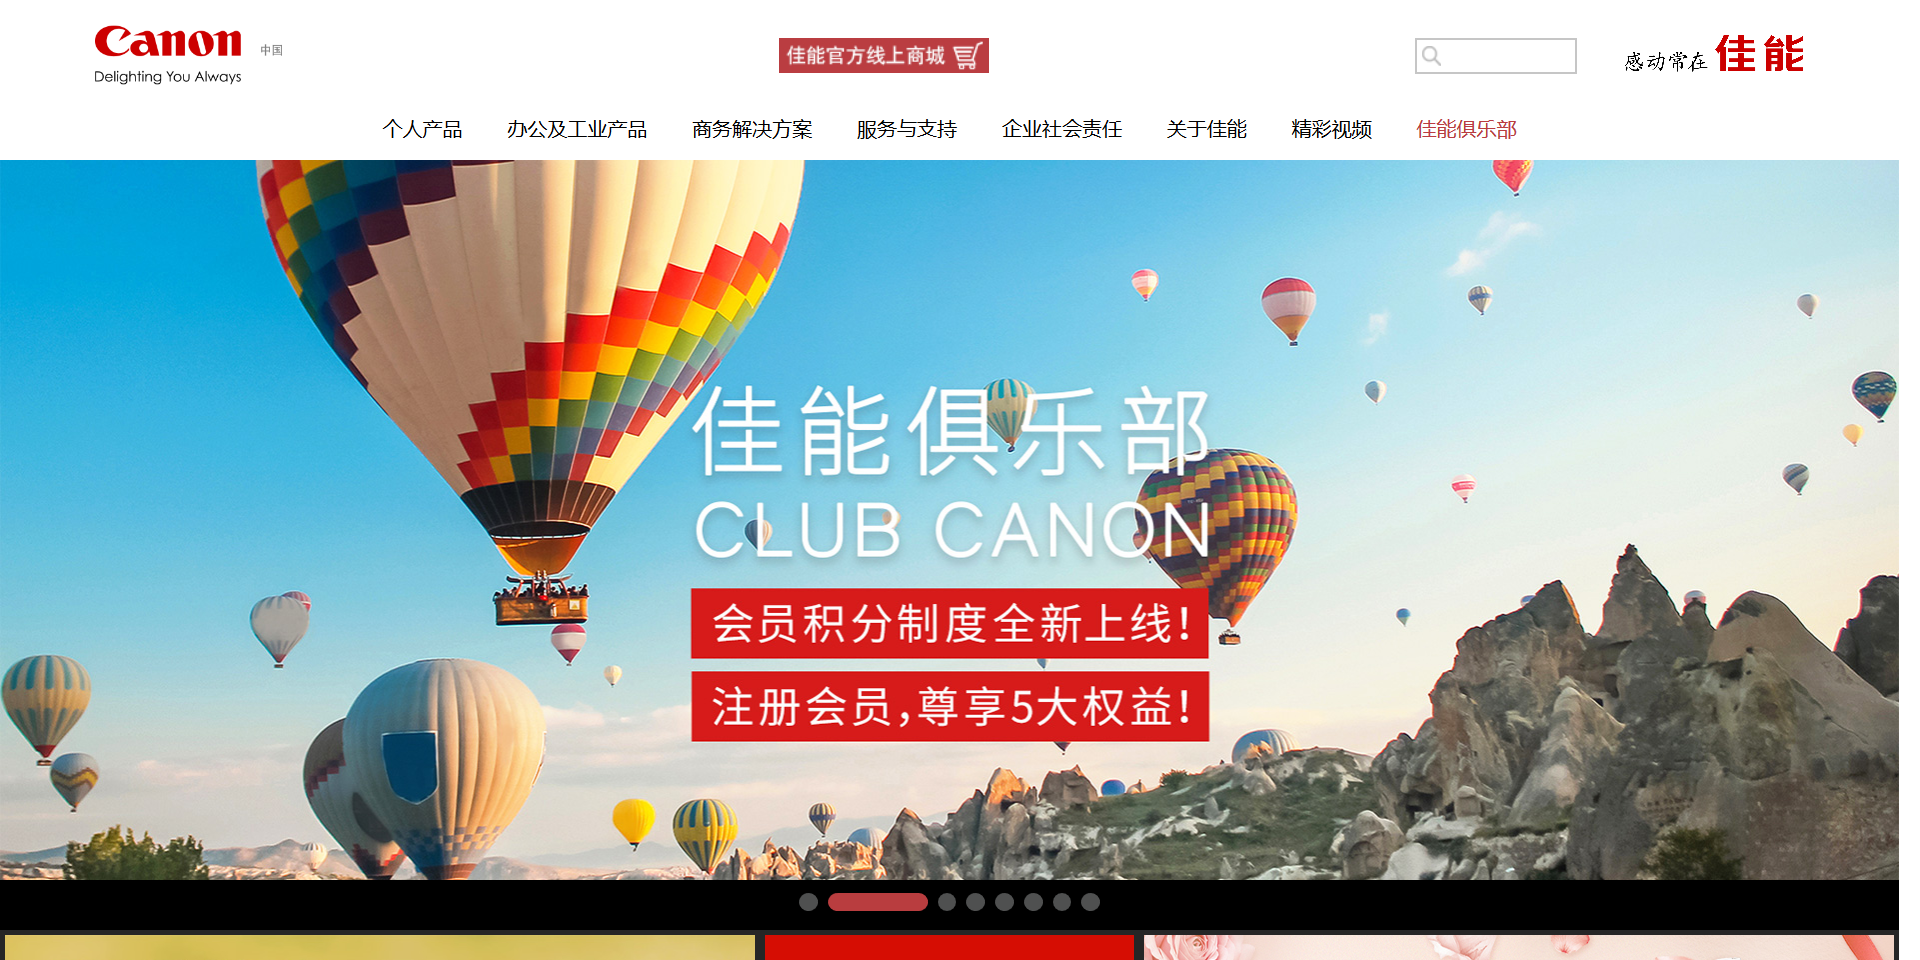 Canon
Delighting You Always
中国
佳能官方线上商城
感动常在 佳能
个人产品 办公及工业产品 商务解决方案 服务与支持 企业社会责任 关于佳能 精彩视频 佳能俱乐部
佳能俱乐部
CLUB CANON
会员积分制度全新上线!
注册会员,尊享5大权益!